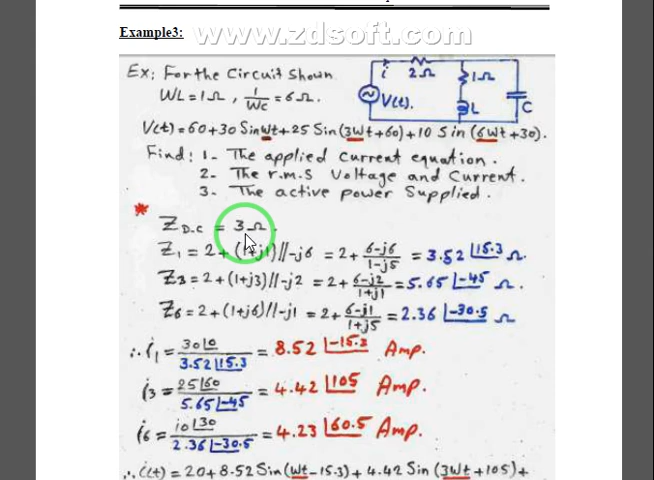 Example3:
www.zdsoft.com
Ex: For the Circuit Shown
WL=1Ω, 1/WC=6Ω.
i 2Ω 1Ω
V(t). L C
V(t)=60+30 Sin wt+25 Sin(3wt+60)+10 Sin(6wt+30).
Find: 1- The applied current equation.
2- The r.m.s Voltage and Current.
3- The active power Supplied.
* Z D.C = 3Ω.
Z1=2+(1+j1)//-j6 =2+ (6-j6)/(1-j5) =3.52 ∠15.3 Ω.
Z3=2+(1+j3)//-j2 =2+ (6-j2)/(1+j1) =5.65 ∠-45 Ω.
Z6=2+(1+j6)//-j1 =2+ (6-j1)/(1+j5) =2.36 ∠-30.5 Ω
∴ i1= 30∠0 / 3.52∠15.3 = 8.52 ∠-15.3 Amp.
i3= 25∠60 / 5.65∠-45 =4.42 ∠105 Amp.
i6= 10∠30 / 2.36∠-30.5 =4.23 ∠60.5 Amp.
∴ i(t)=20+8.52 Sin(wt-15.3)+4.42 Sin(3wt+105)+